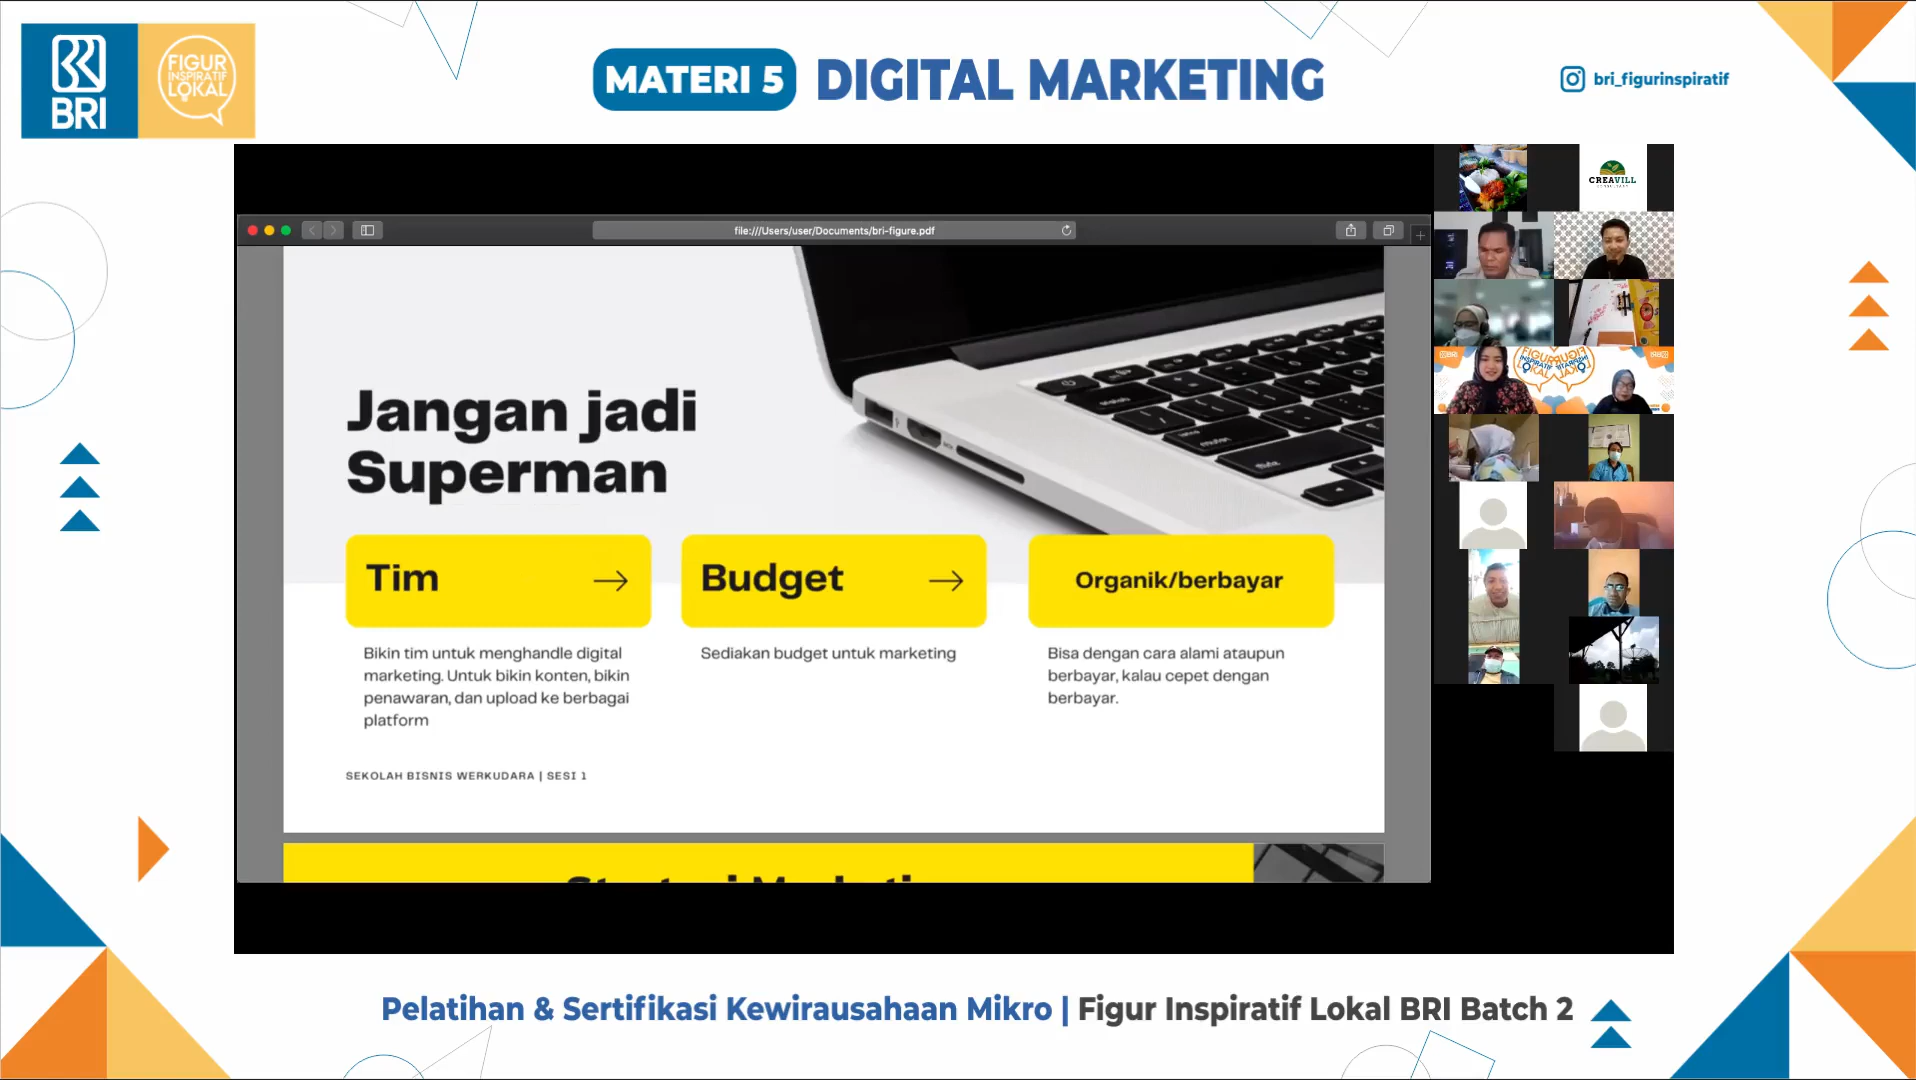 BRI
FIGUR
INSPIRATIF
LOKAL
MATERI 5 DIGITAL MARKETING
bri_figurinspiratif
file:///Users/user/Documents/bri-figure.pdf
CREAVILL
Jangan jadi
Superman
Tim
Budget
Organik/berbayar
Bikin tim untuk menghandle digital
marketing. Untuk bikin konten, bikin
penawaran, dan upload ke berbagai
platform
Sediakan budget untuk marketing
Bisa dengan cara alami ataupun
berbayar, kalau cepet dengan
berbayar.
SEKOLAH BISNIS WERKUDARA | SESI 1
Pelatihan & Sertifikasi Kewirausahaan Mikro | Figur Inspiratif Lokal BRI Batch 2